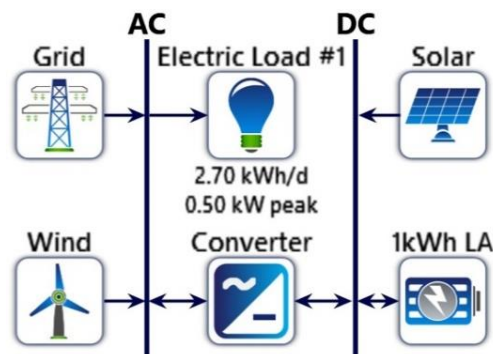 AC DC
Grid Electric Load #1 Solar
2.70 kWh/d
0.50 kW peak
Wind Converter 1kWh LA